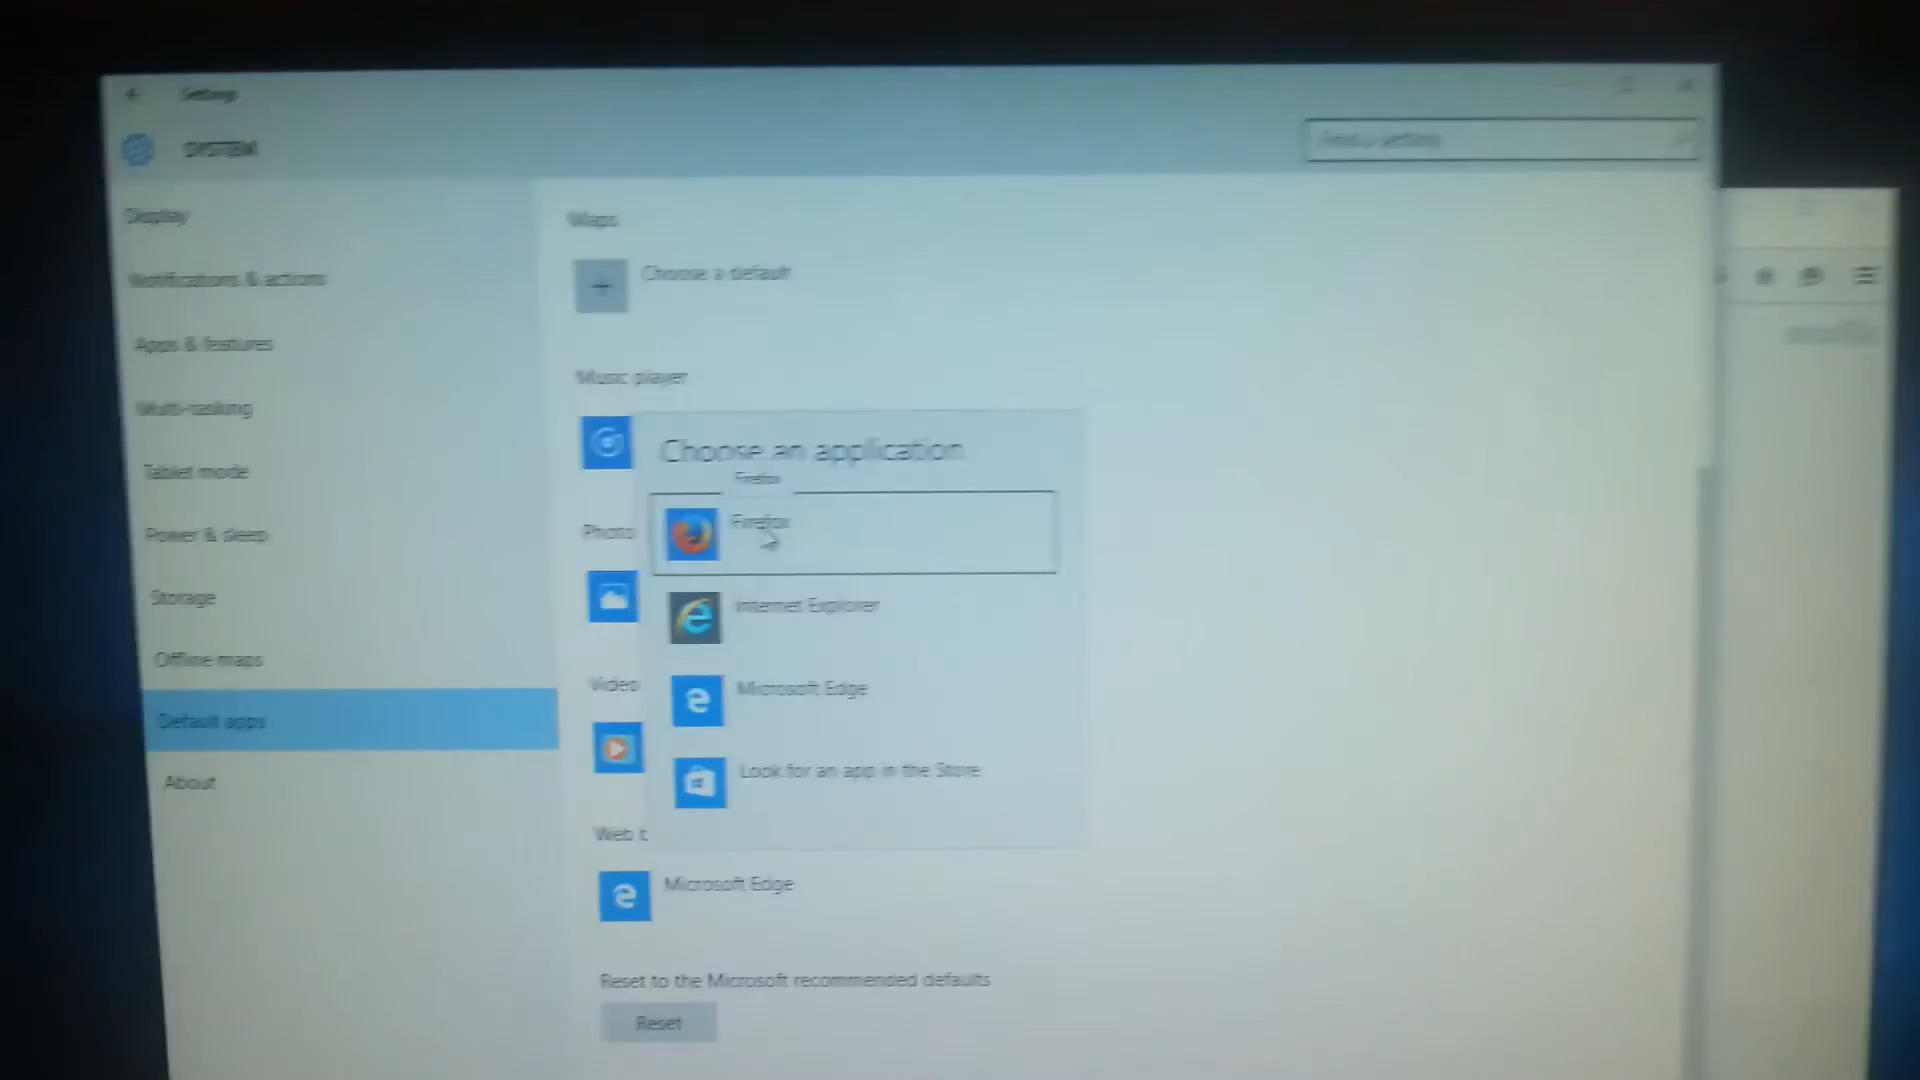 Settings
SYSTEM
Find a setting
Display
Notifications & actions
Apps & features
Multi-tasking
Tablet mode
Power & sleep
Storage
Offline maps
Default apps
About
Maps
Choose a default
Music player
Choose an application
Firefox
Firefox
Photo
Internet Explorer
Video
Microsoft Edge
Look for an app in the Store
Web b
Microsoft Edge
Reset to the Microsoft recommended defaults
Reset